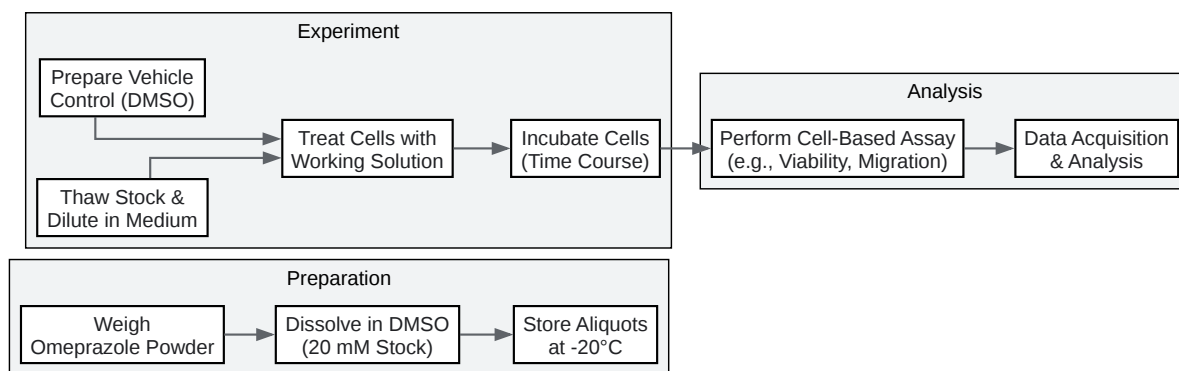 Experiment
Prepare Vehicle
Control (DMSO)
Treat Cells with
Working Solution
Incubate Cells
(Time Course)
Thaw Stock &
Dilute in Medium
Analysis
Perform Cell-Based Assay
(e.g., Viability, Migration)
Data Acquisition
& Analysis
Preparation
Weigh
Omeprazole Powder
Dissolve in DMSO
(20 mM Stock)
Store Aliquots
at -20°C